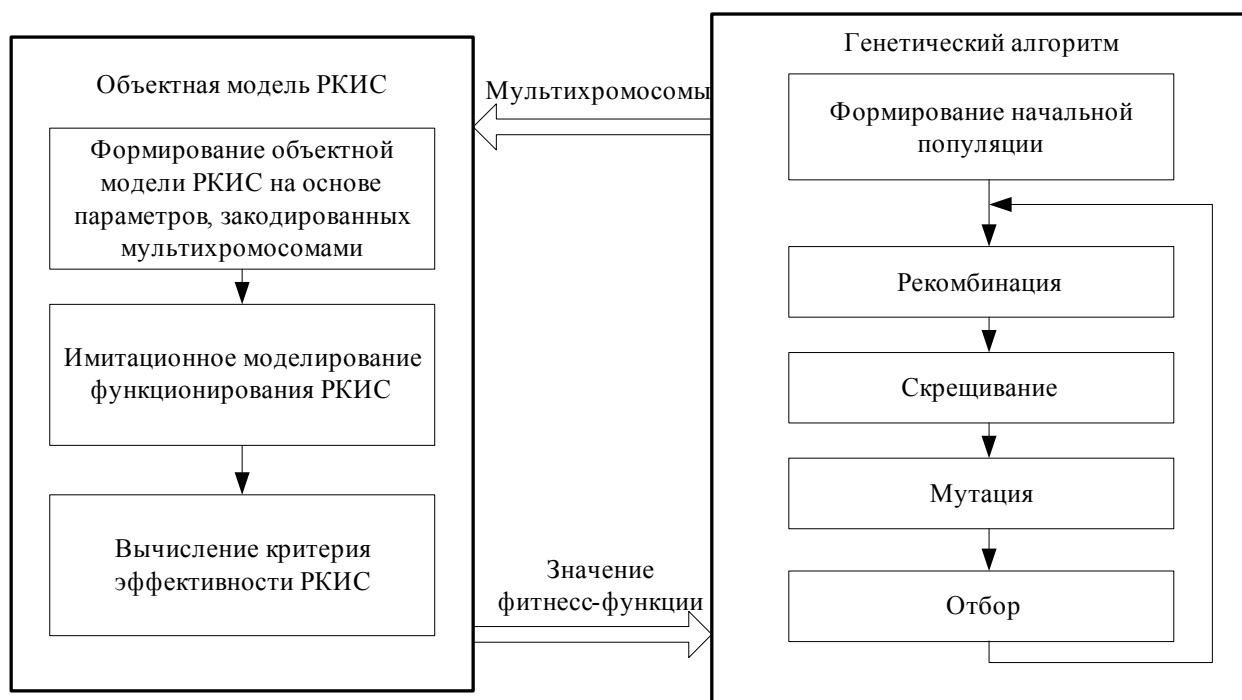 Объектная модель РКИС
Формирование объектной
модели РКИС на основе
параметров, закодированных
мультихромосомами
Имитационное моделирование
функционирования РКИС
Вычисление критерия
эффективности РКИС
Мультихромосомы
Значение
фитнесс-функции
Генетический алгоритм
Формирование начальной
популяции
Рекомбинация
Скрещивание
Мутация
Отбор